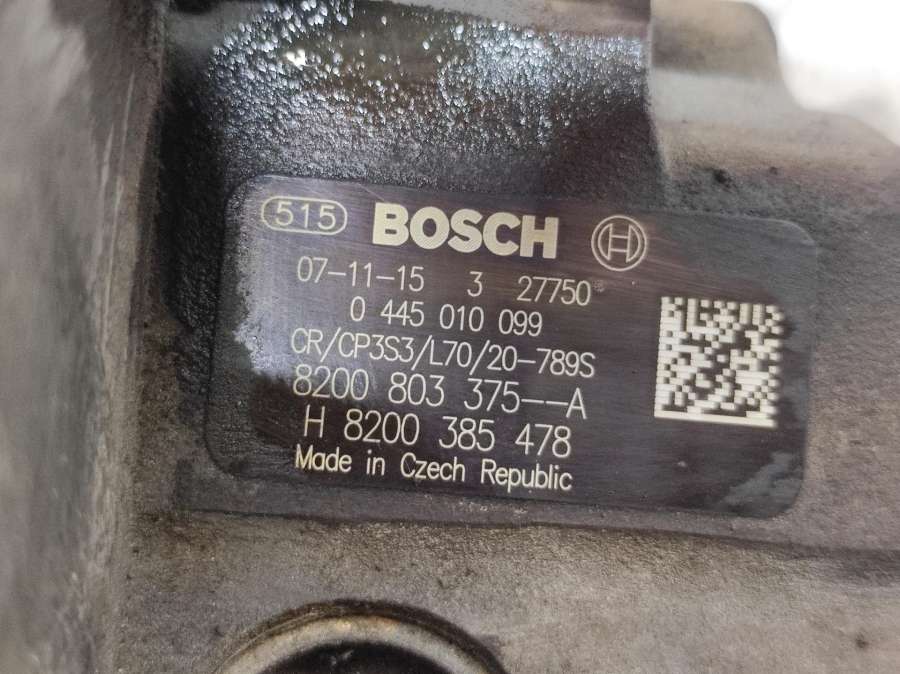 515 BOSCH H
07-11-15 3 27750
0 445 010 099
CR/CP3S3/L70/20-789S
8200 803 375--A
H 8200 385 478
Made in Czech Republic